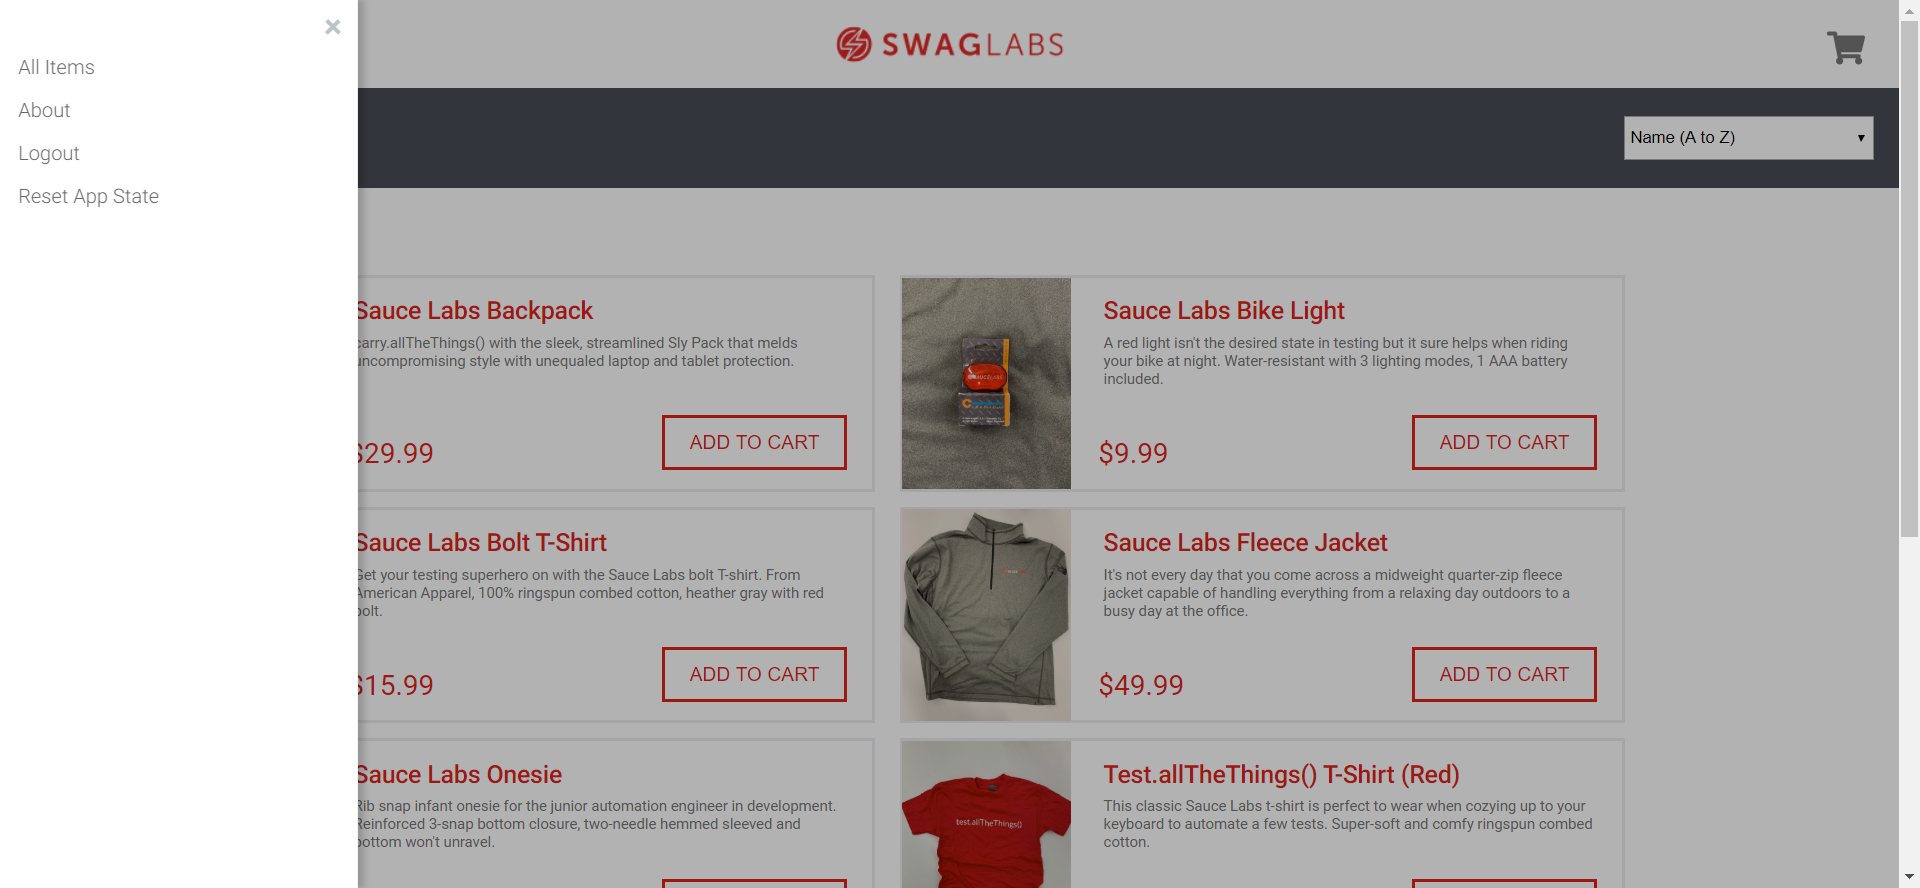 All Items
About
Logout
Reset App State
SWAGLABS
Name (A to Z)
Sauce Labs Backpack
carry.allTheThings() with the sleek, streamlined Sly Pack that melds
uncompromising style with unequaled laptop and tablet protection.
$29.99
ADD TO CART
Sauce Labs Bike Light
A red light isn't the desired state in testing but it sure helps when riding
your bike at night. Water-resistant with 3 lighting modes, 1 AAA battery
included.
$9.99
ADD TO CART
Sauce Labs Bolt T-Shirt
Get your testing superhero on with the Sauce Labs bolt T-shirt. From
American Apparel, 100% ringspun combed cotton, heather gray with red
bolt.
$15.99
ADD TO CART
Sauce Labs Fleece Jacket
It's not every day that you come across a midweight quarter-zip fleece
jacket capable of handling everything from a relaxing day outdoors to a
busy day at the office.
$49.99
ADD TO CART
Sauce Labs Onesie
Rib snap infant onesie for the junior automation engineer in development.
Reinforced 3-snap bottom closure, two-needle hemmed sleeved and
bottom won't unravel.
test.allTheThings()
Test.allTheThings() T-Shirt (Red)
This classic Sauce Labs t-shirt is perfect to wear when cozying up to your
keyboard to automate a few tests. Super-soft and comfy ringspun combed
cotton.